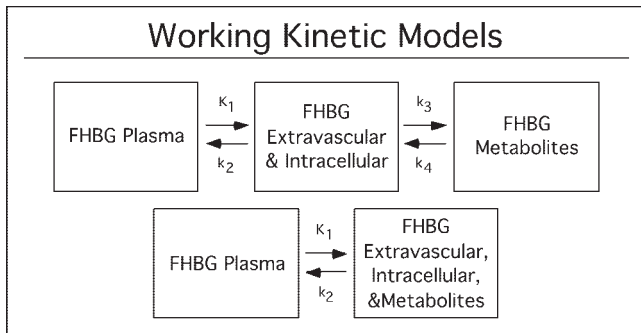 Working Kinetic Models
FHBG Plasma
K1
k2
FHBG
Extravascular
& Intracellular
k3
k4
FHBG
Metabolites
FHBG Plasma
K1
k2
FHBG
Extravascular,
Intracellular,
&Metabolites